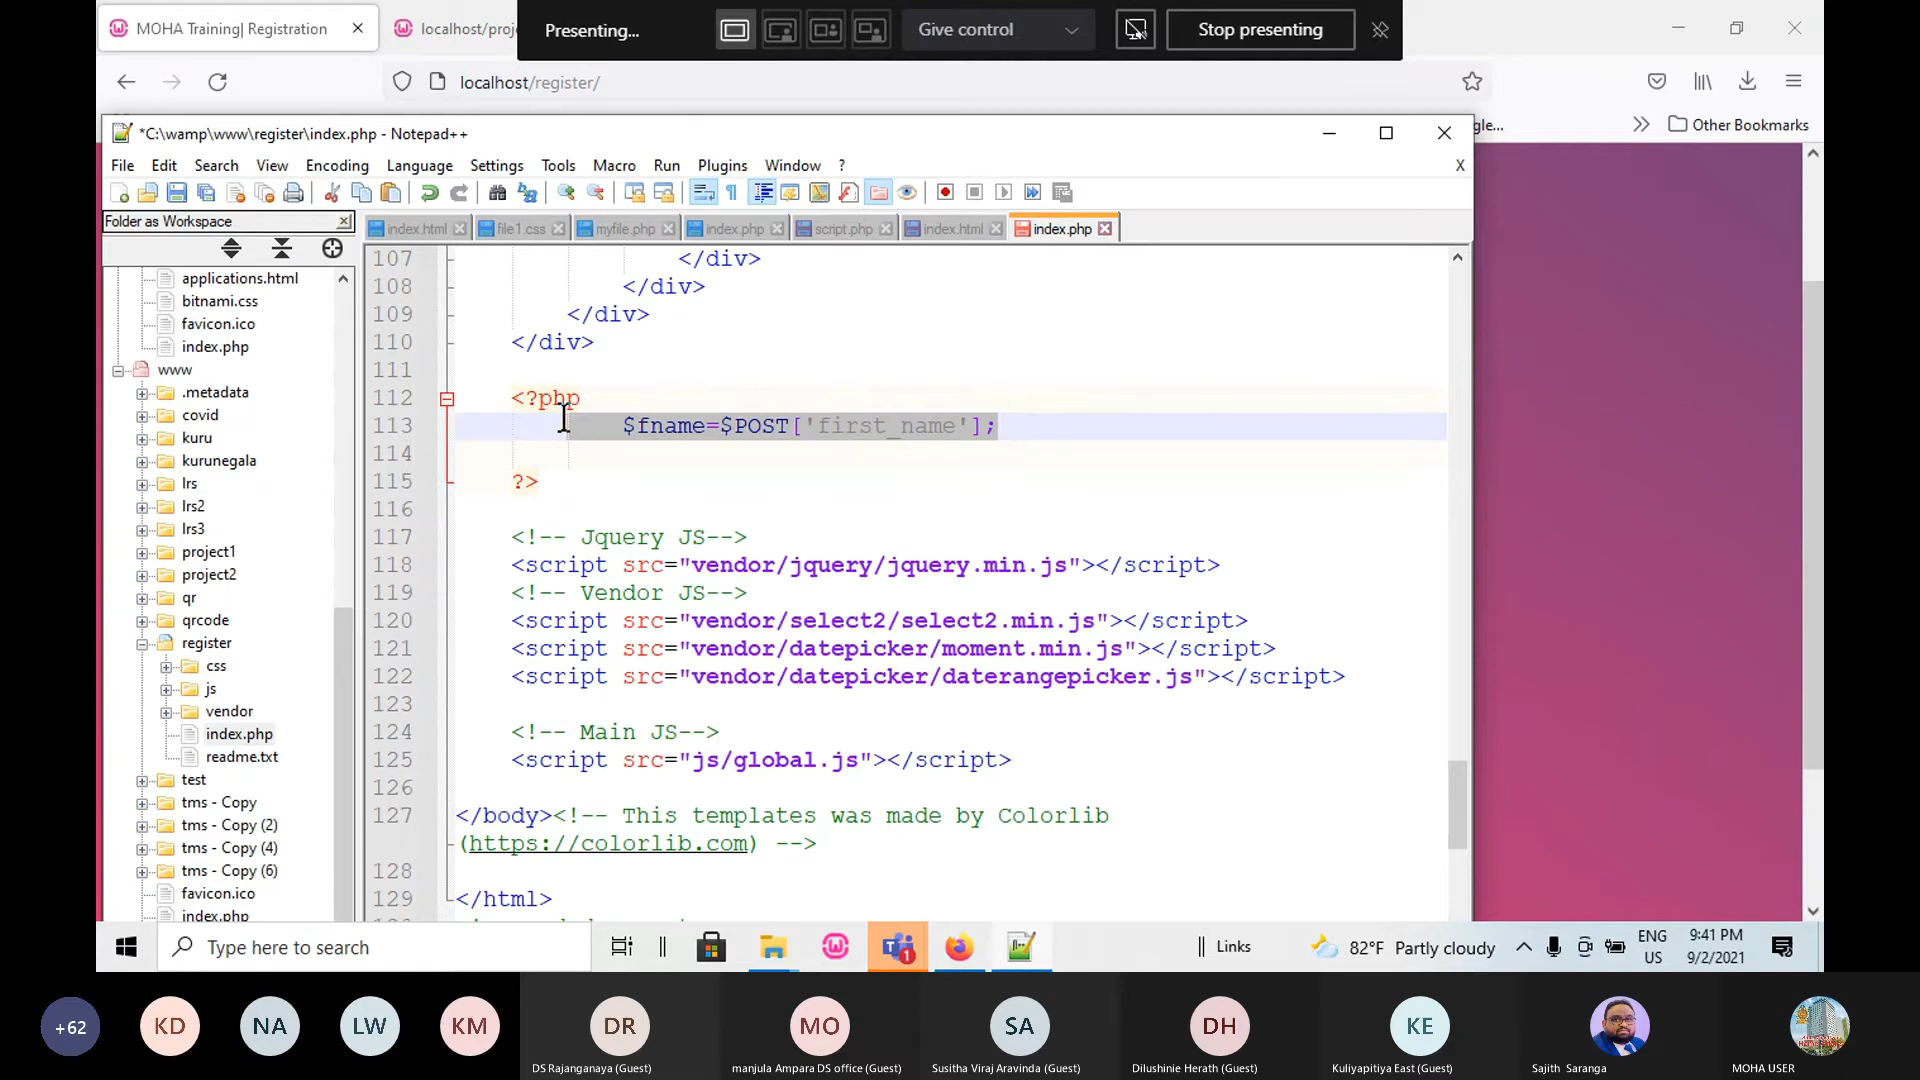 MOHA Training| Registration
localhost/proj
Presenting...
Give control
Stop presenting
localhost/register/
gle...
Other Bookmarks
*C:\wamp\www\register\index.php - Notepad++
File Edit Search View Encoding Language Settings Tools Macro Run Plugins Window ?
X
Folder as Workspace
index.html file1.css myfile.php index.php script.php index.html index.php
applications.html
bitnami.css
favicon.ico
index.php
www
.metadata
covid
kuru
kurunegala
lrs
lrs2
lrs3
project1
project2
qr
qrcode
register
css
js
vendor
index.php
readme.txt
test
tms - Copy
tms - Copy (2)
tms - Copy (4)
tms - Copy (6)
favicon.ico
index.php
107 </div>
108 </div>
109 </div>
110 </div>
111
112 <?php
113 $fname=$POST['first_name'];
114
115 ?>
116
117 <!-- Jquery JS-->
118 <script src="vendor/jquery/jquery.min.js"></script>
119 <!-- Vendor JS-->
120 <script src="vendor/select2/select2.min.js"></script>
121 <script src="vendor/datepicker/moment.min.js"></script>
122 <script src="vendor/datepicker/daterangepicker.js"></script>
123
124 <!-- Main JS-->
125 <script src="js/global.js"></script>
126
127 </body><!-- This templates was made by Colorlib
(https://colorlib.com) -->
128
129 </html>
Type here to search
1
Links
82°F Partly cloudy
ENG
US
9:41 PM
9/2/2021
+62
KD
NA
LW
KM
DR
MO
SA
DH
KE
DS Rajanganaya (Guest)
manjula Ampara DS office (Guest)
Susitha Viraj Aravinda (Guest)
Dilushinie Herath (Guest)
Kuliyapitiya East (Guest)
Sajith Saranga
MOHA USER